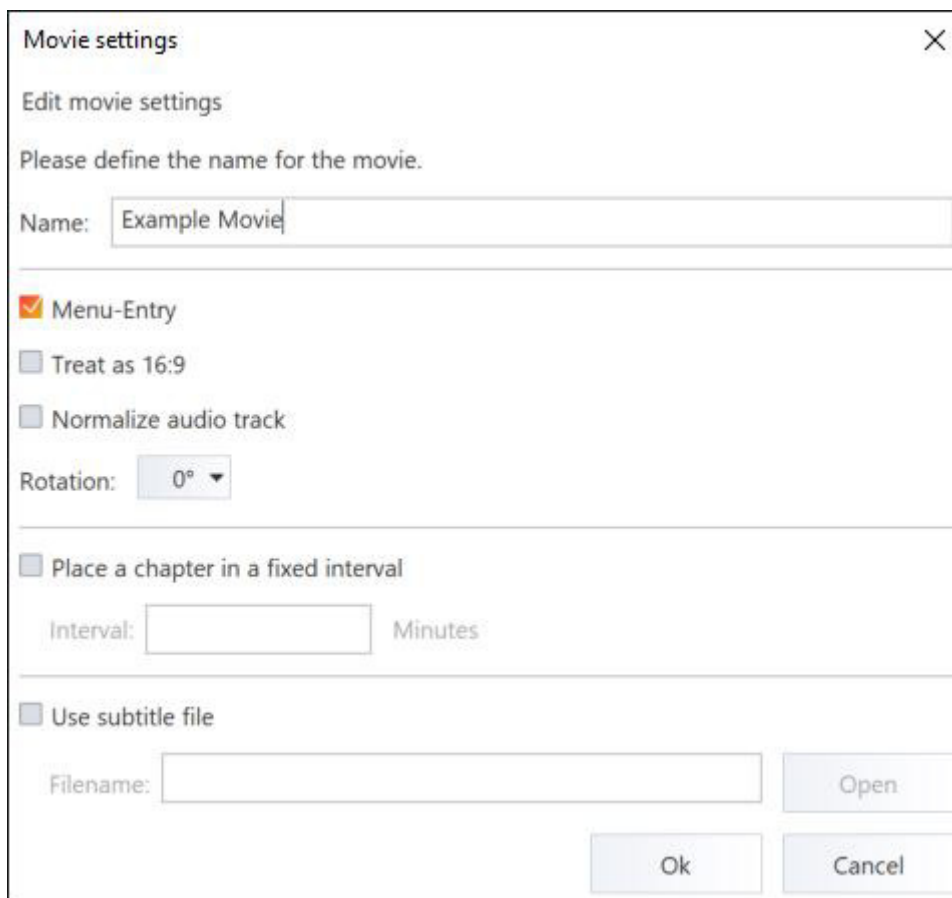 Movie settings
Edit movie settings
Please define the name for the movie.
Name: Example Movie
Menu-Entry
Treat as 16:9
Normalize audio track
Rotation: 0°
Place a chapter in a fixed interval
Interval: Minutes
Use subtitle file
Filename: Open
Ok Cancel